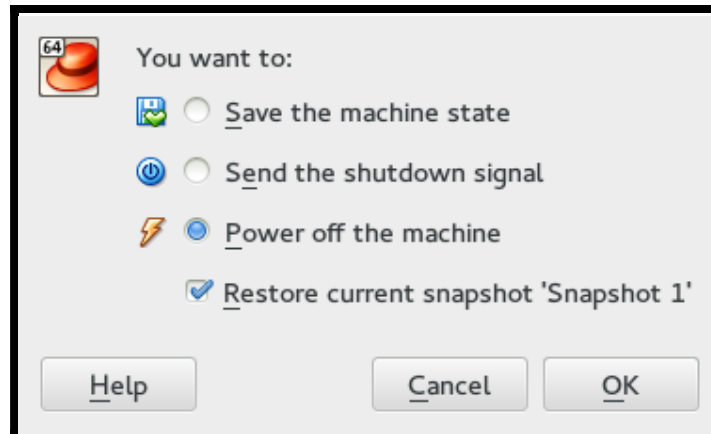 64
You want to:
Save the machine state
Send the shutdown signal
Power off the machine
Restore current snapshot 'Snapshot 1'
Help
Cancel
OK